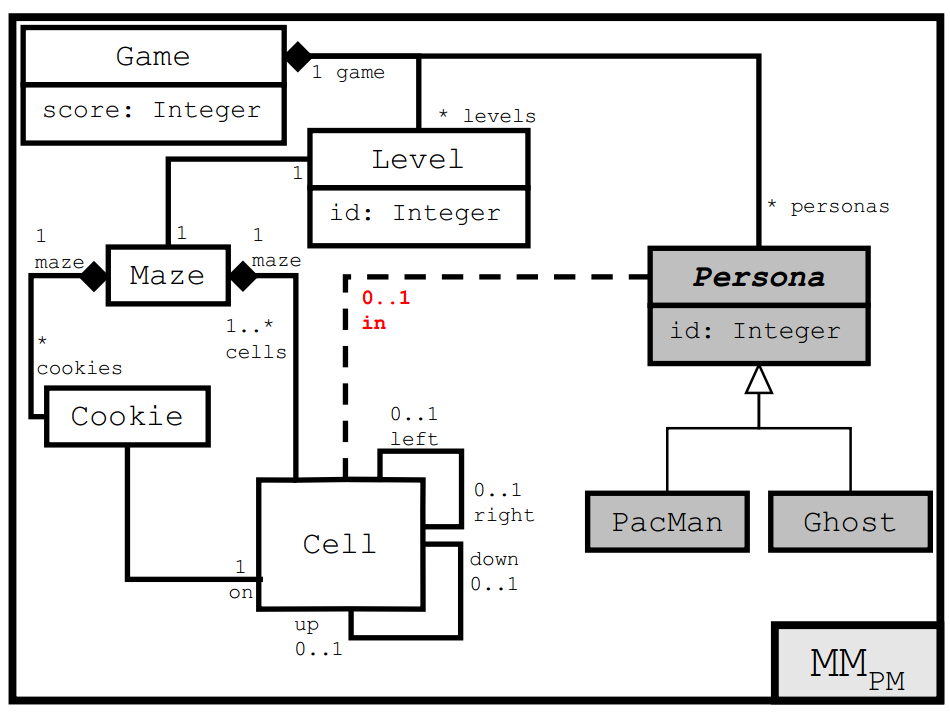 Game
score: Integer
1 game
* levels
Level
id: Integer
1
* personas
1
maze
1
Maze
1
maze
Persona
id: Integer
0..1
in
1..*
cells
*
cookies
Cookie
0..1
left
0..1
right
Cell
PacMan
Ghost
down
0..1
1
on
up
0..1
MMPM